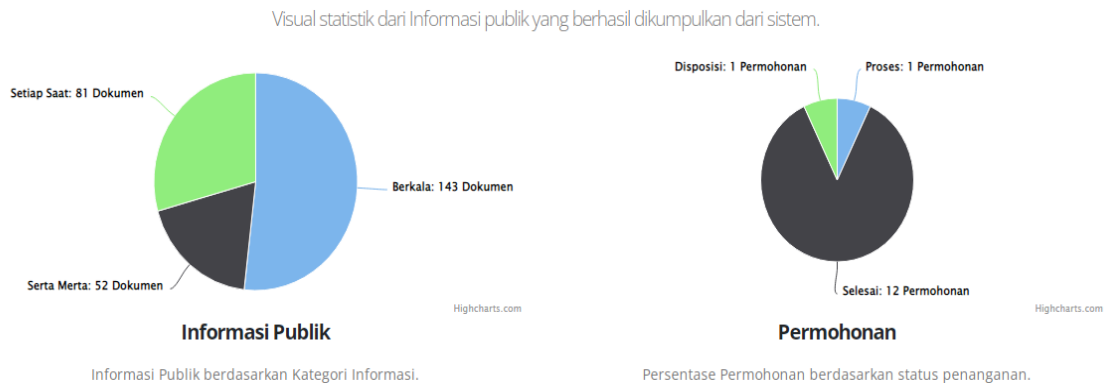 Visual statistik dari Informasi publik yang berhasil dikumpulkan dari sistem.
Setiap Saat: 81 Dokumen
Berkala: 143 Dokumen
Serta Merta: 52 Dokumen
Highcharts.com
Informasi Publik
Informasi Publik berdasarkan Kategori Informasi.
Disposisi: 1 Permohonan
Proses: 1 Permohonan
Selesai: 12 Permohonan
Highcharts.com
Permohonan
Persentase Permohonan berdasarkan status penanganan.